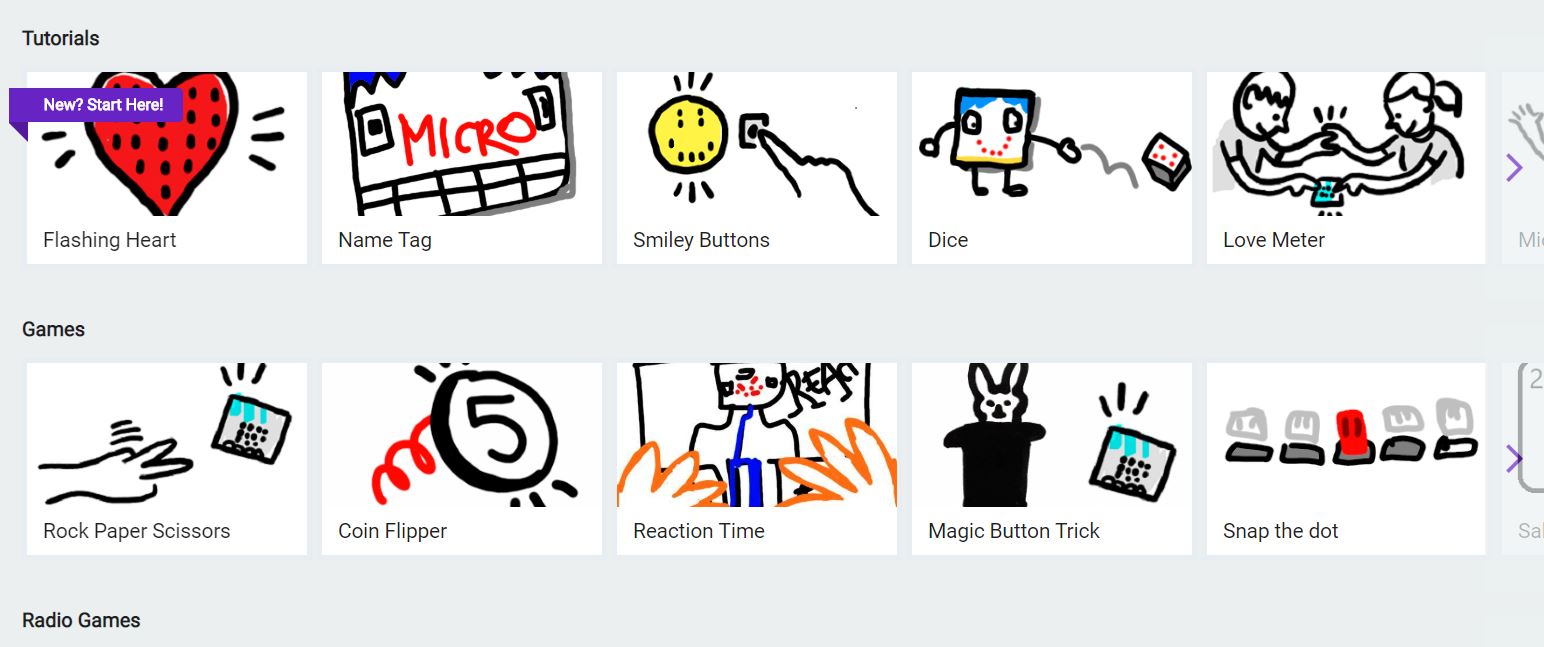 Tutorials
New? Start Here!
MICRO
Flashing Heart
Name Tag
Smiley Buttons
Dice
Love Meter
Games
5
2
Rock Paper Scissors
Coin Flipper
Reaction Time
Magic Button Trick
Snap the dot
Radio Games